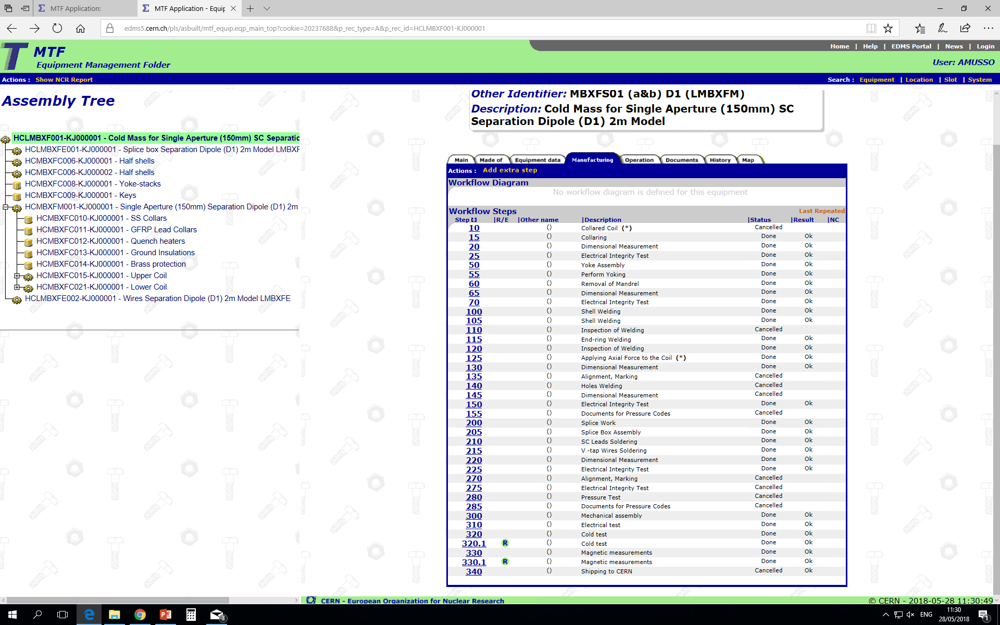 MTF Application:
MTF Application - Equip
edms5.cern.ch/pls/asbuilt/mtf_equip.eqp_main_top?cookie=20237688&p_rec_type=A&p_rec_id=HCLMBXF001-KJ000001
T MTF
Equipment Management Folder
Home | Help | EDMS Portal | News | Login
User: AMUSSO
Actions : Show NCR Report
Search : Equipment | Location | Slot | System
Assembly Tree
HCLMBXF001-KJ000001 - Cold Mass for Single Aperture (150mm) SC Separatic
HCLMBXFE001-KJ000001 - Splice box Separation Dipole (D1) 2m Model LMBXF
HCMBXFC006-KJ000001 - Half shells
HCMBXFC006-KJ000002 - Half shells
HCMBXFC008-KJ000001 - Yoke-stacks
HCMBXFC009-KJ000001 - Keys
HCMBXFM001-KJ000001 - Single Aperture (150mm) Separation Dipole (D1) 2m
HCMBXFC010-KJ000001 - SS Collars
HCMBXFC011-KJ000001 - GFRP Lead Collars
HCMBXFC012-KJ000001 - Quench heaters
HCMBXFC013-KJ000001 - Ground Insulations
HCMBXFC014-KJ000001 - Brass protection
HCMBXFC015-KJ000001 - Upper Coil
HCMBXFC021-KJ000001 - Lower Coil
HCLMBXFE002-KJ000001 - Wires Separation Dipole (D1) 2m Model LMBXFE
Other Identifier: MBXFS01 (a&b) D1 (LMBXFM)
Description: Cold Mass for Single Aperture (150mm) SC
Separation Dipole (D1) 2m Model
Main Made of Equipment data Manufacturing Operation Documents History Map
Actions : Add extra step
Workflow Diagram
No workflow diagram is defined for this equipment
Workflow Steps Last Repeated
Step |R/E |Other name |Description |Status |Result |NC
10 () Collared Coil (*) Cancelled
15 () Collaring Done Ok
20 () Dimensional Measurement Done Ok
25 () Electrical Integrity Test Done Ok
50 () Yoke Assembly Done Ok
55 () Perform Yoking Done Ok
60 () Removal of Mandrel Done Ok
65 () Dimensional Measurement Done Ok
70 () Electrical Integrity Test Done Ok
100 () Shell Welding Done Ok
105 () Shell Welding Done Ok
110 () Inspection of Welding Cancelled
115 () End-ring Welding Done Ok
120 () Inspection of Welding Done Ok
125 () Applying Axial Force to the Coil (*) Done Ok
130 () Dimensional Measurement Done Ok
135 () Alignment, Marking Cancelled
140 () Holes Welding Cancelled
145 () Dimensional Measurement Cancelled
150 () Electrical Integrity Test Done Ok
155 () Documents for Pressure Codes Cancelled
200 () Splice Work Done Ok
205 () Splice Box Assembly Done Ok
210 () SC Leads Soldering Done Ok
215 () V -tap Wires Soldering Done Ok
220 () Dimensional Measurement Done Ok
225 () Electrical Integrity Test Done Ok
270 () Alignment, Marking Cancelled
275 () Electrical Integrity Test Cancelled
280 () Pressure Test Cancelled
285 () Documents for Pressure Codes Cancelled
300 () Mechanical assembly Done Ok
310 () Electrical test Done Ok
320 () Cold test Done Ok
320.1 R () Cold test Done Ok
330 () Magnetic measurements Done Ok
330.1 R () Magnetic measurements Done Ok
340 () Shipping to CERN Cancelled Ok
CERN - European Organization for Nuclear Research
© CERN - 2018-05-28 11:30:49
3
ENG
11:30
28/05/2018
1